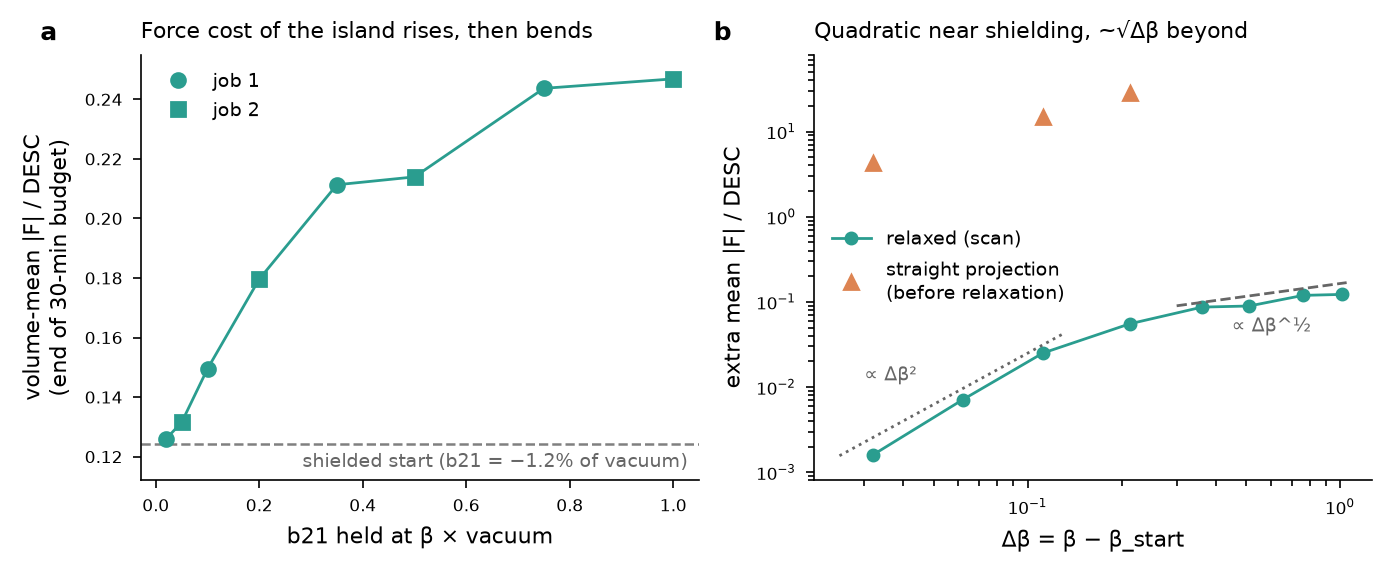 a
Force cost of the island rises, then bends
job 1
job 2
0.24
0.22
0.20
0.18
0.16
0.14
0.12
volume-mean |F| / DESC
(end of 30-min budget)
shielded start (b21 = −1.2% of vacuum)
0.0
0.2
0.4
0.6
0.8
1.0
b21 held at β × vacuum
b
Quadratic near shielding, ~√Δβ beyond
10¹
10⁰
10⁻¹
10⁻²
10⁻³
extra mean |F| / DESC
relaxed (scan)
straight projection
(before relaxation)
∝ Δβ^½
∝ Δβ²
10⁻¹
10⁰
Δβ = β − β_start